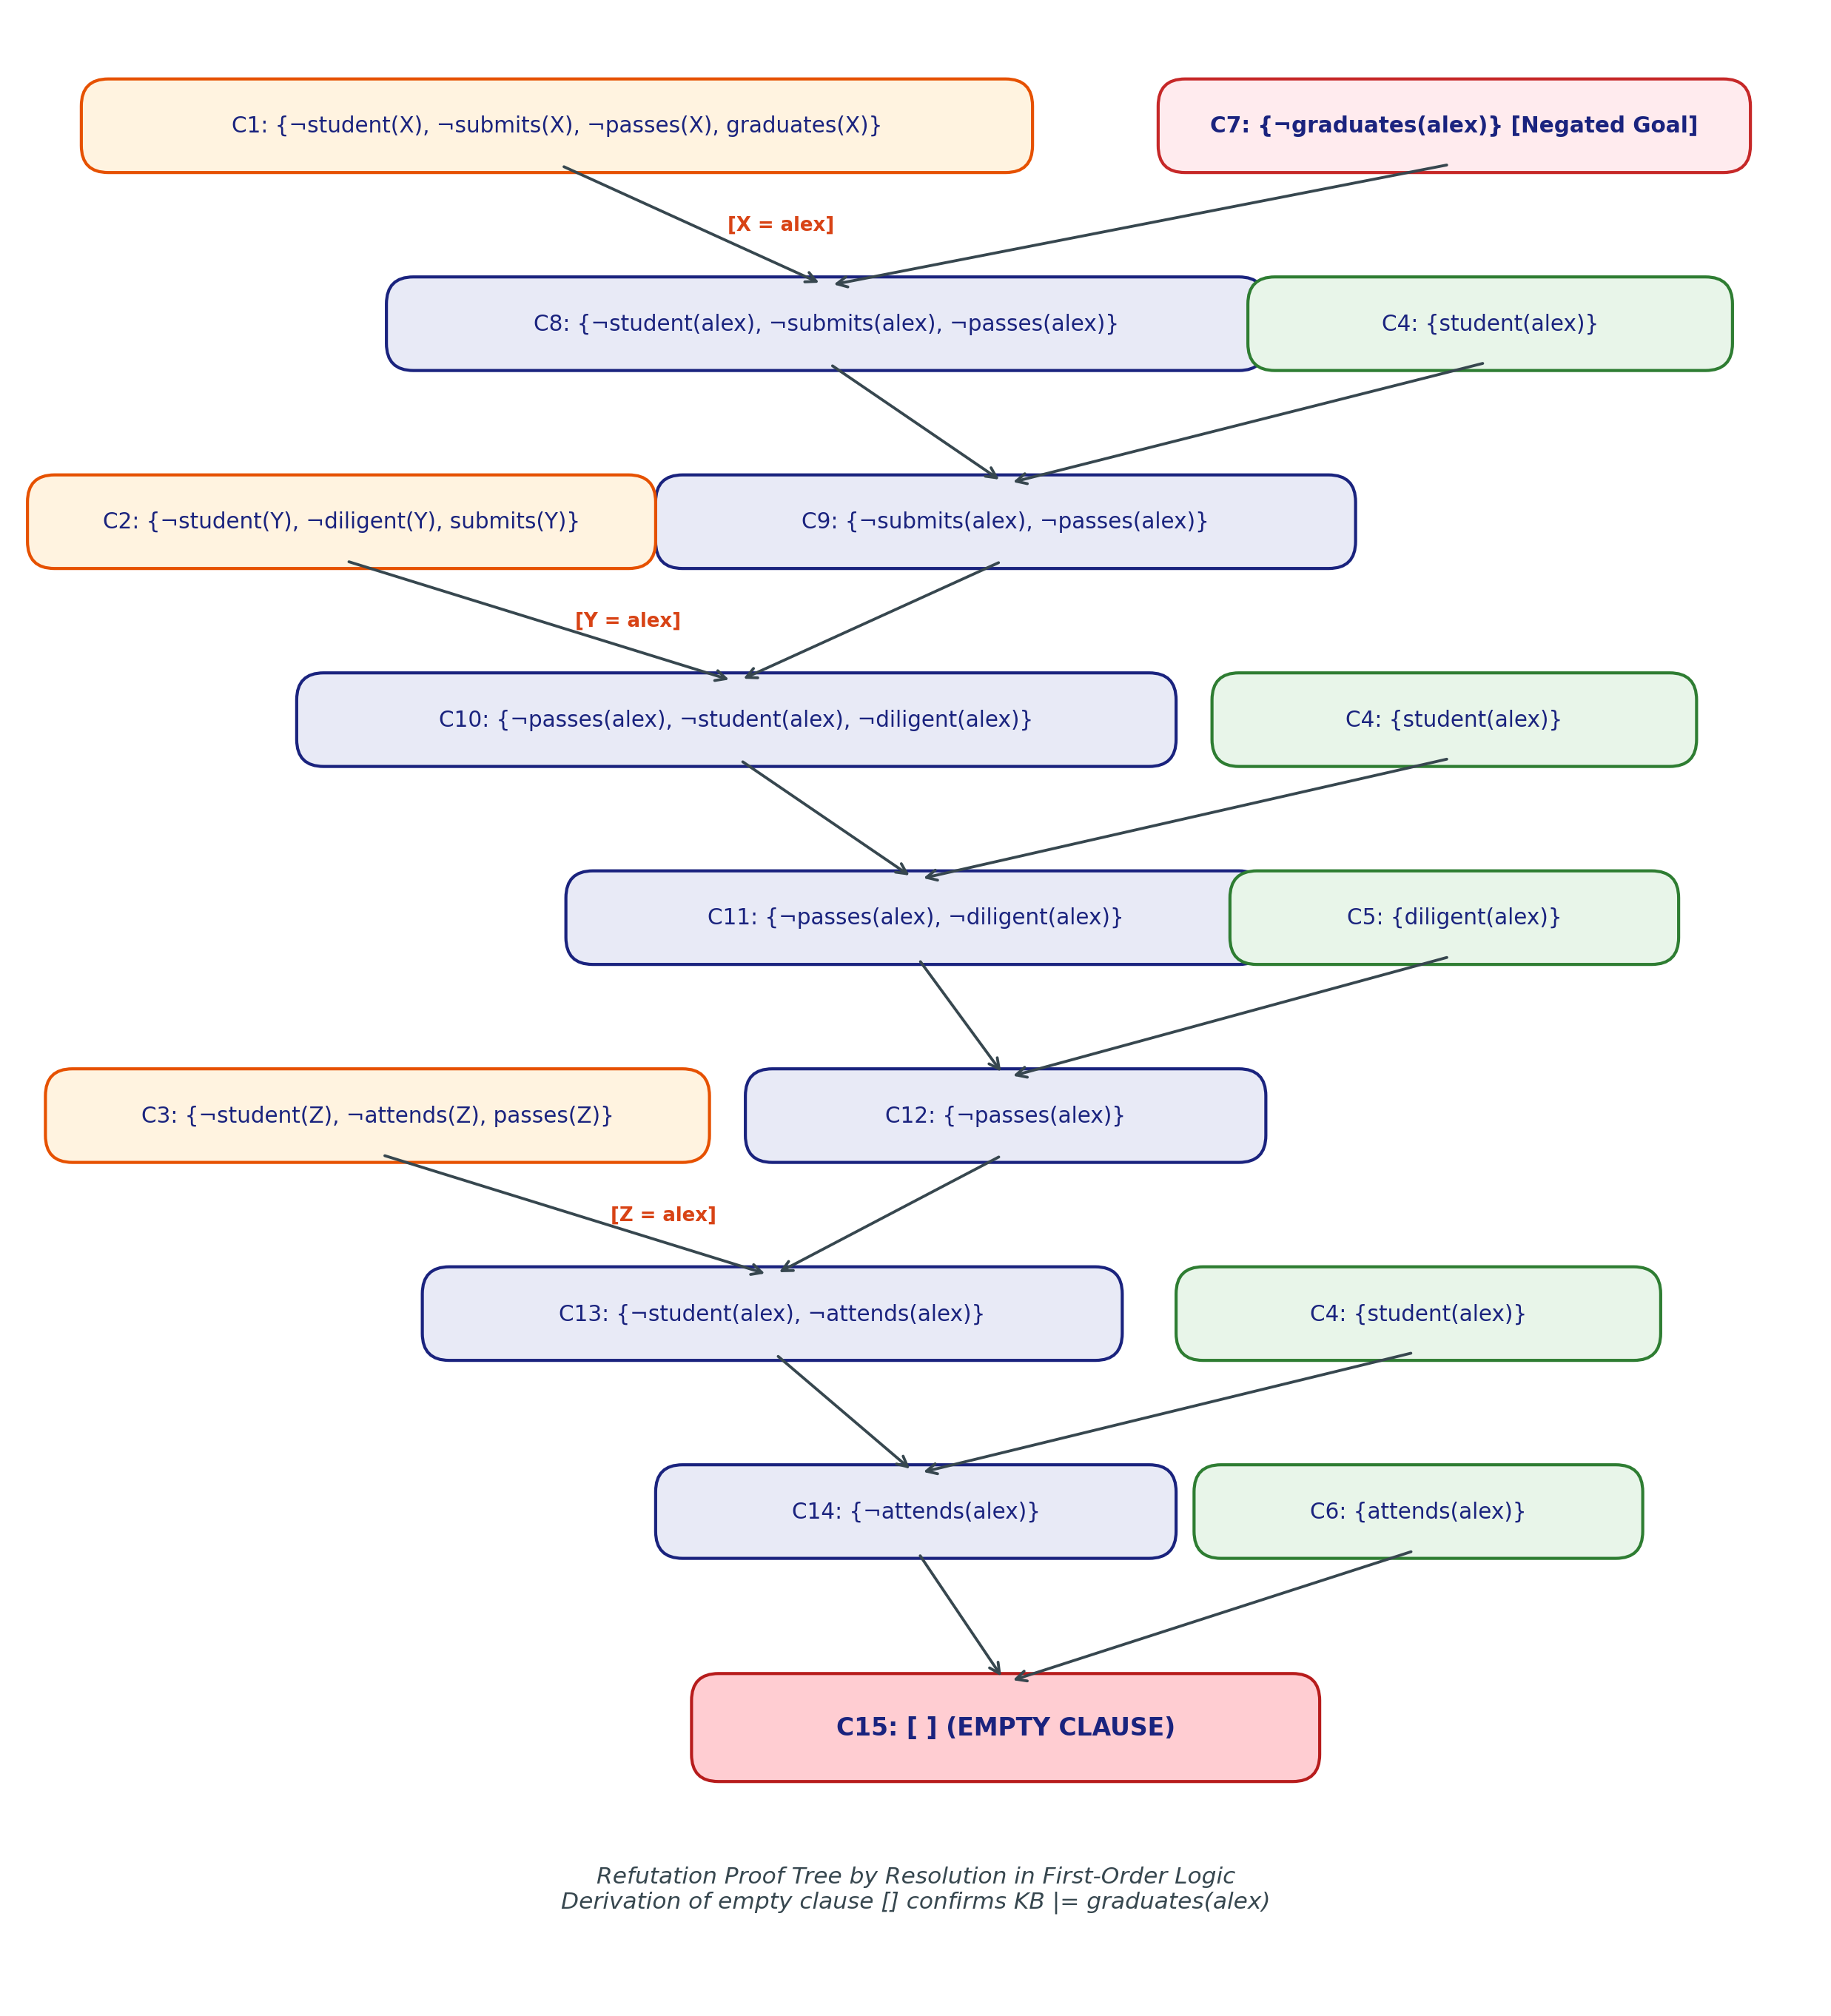 C1: {¬student(X), ¬submits(X), ¬passes(X), graduates(X)}
C7: {¬graduates(alex)} [Negated Goal]
[X = alex]
C8: {¬student(alex), ¬submits(alex), ¬passes(alex)}
C4: {student(alex)}
C2: {¬student(Y), ¬diligent(Y), submits(Y)}
C9: {¬submits(alex), ¬passes(alex)}
[Y = alex]
C10: {¬passes(alex), ¬student(alex), ¬diligent(alex)}
C4: {student(alex)}
C11: {¬passes(alex), ¬diligent(alex)}
C5: {diligent(alex)}
C3: {¬student(Z), ¬attends(Z), passes(Z)}
C12: {¬passes(alex)}
[Z = alex]
C13: {¬student(alex), ¬attends(alex)}
C4: {student(alex)}
C14: {¬attends(alex)}
C6: {attends(alex)}
C15: [ ] (EMPTY CLAUSE)
Refutation Proof Tree by Resolution in First-Order Logic
Derivation of empty clause [] confirms KB |= graduates(alex)